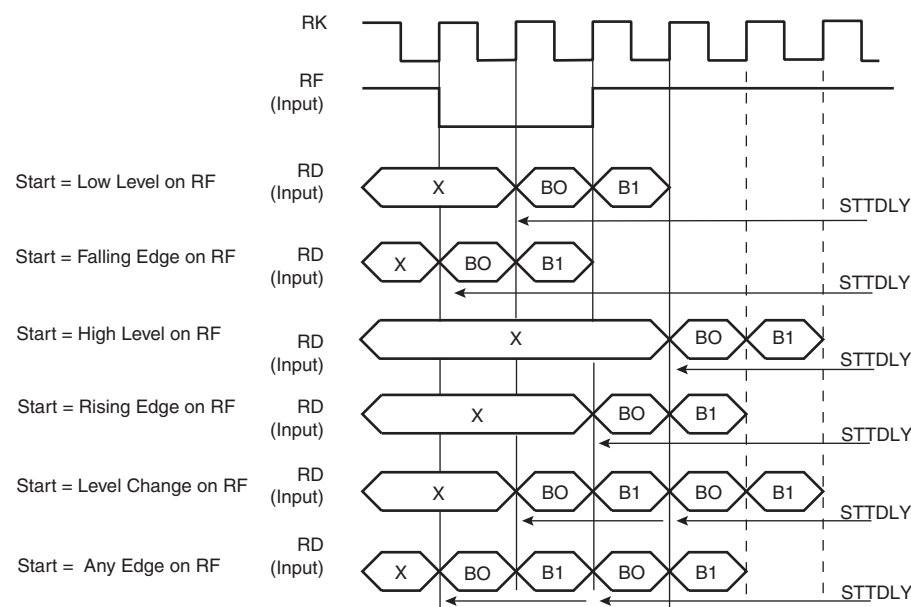 RK
RF
(Input)
Start = Low Level on RF
RD
(Input)
X
BO
B1
STTDLY
Start = Falling Edge on RF
RD
(Input)
X
BO
B1
STTDLY
Start = High Level on RF
RD
(Input)
X
BO
B1
STTDLY
Start = Rising Edge on RF
RD
(Input)
X
BO
B1
STTDLY
Start = Level Change on RF
RD
(Input)
X
BO
B1
BO
B1
STTDLY
Start = Any Edge on RF
RD
(Input)
X
BO
B1
BO
B1
STTDLY